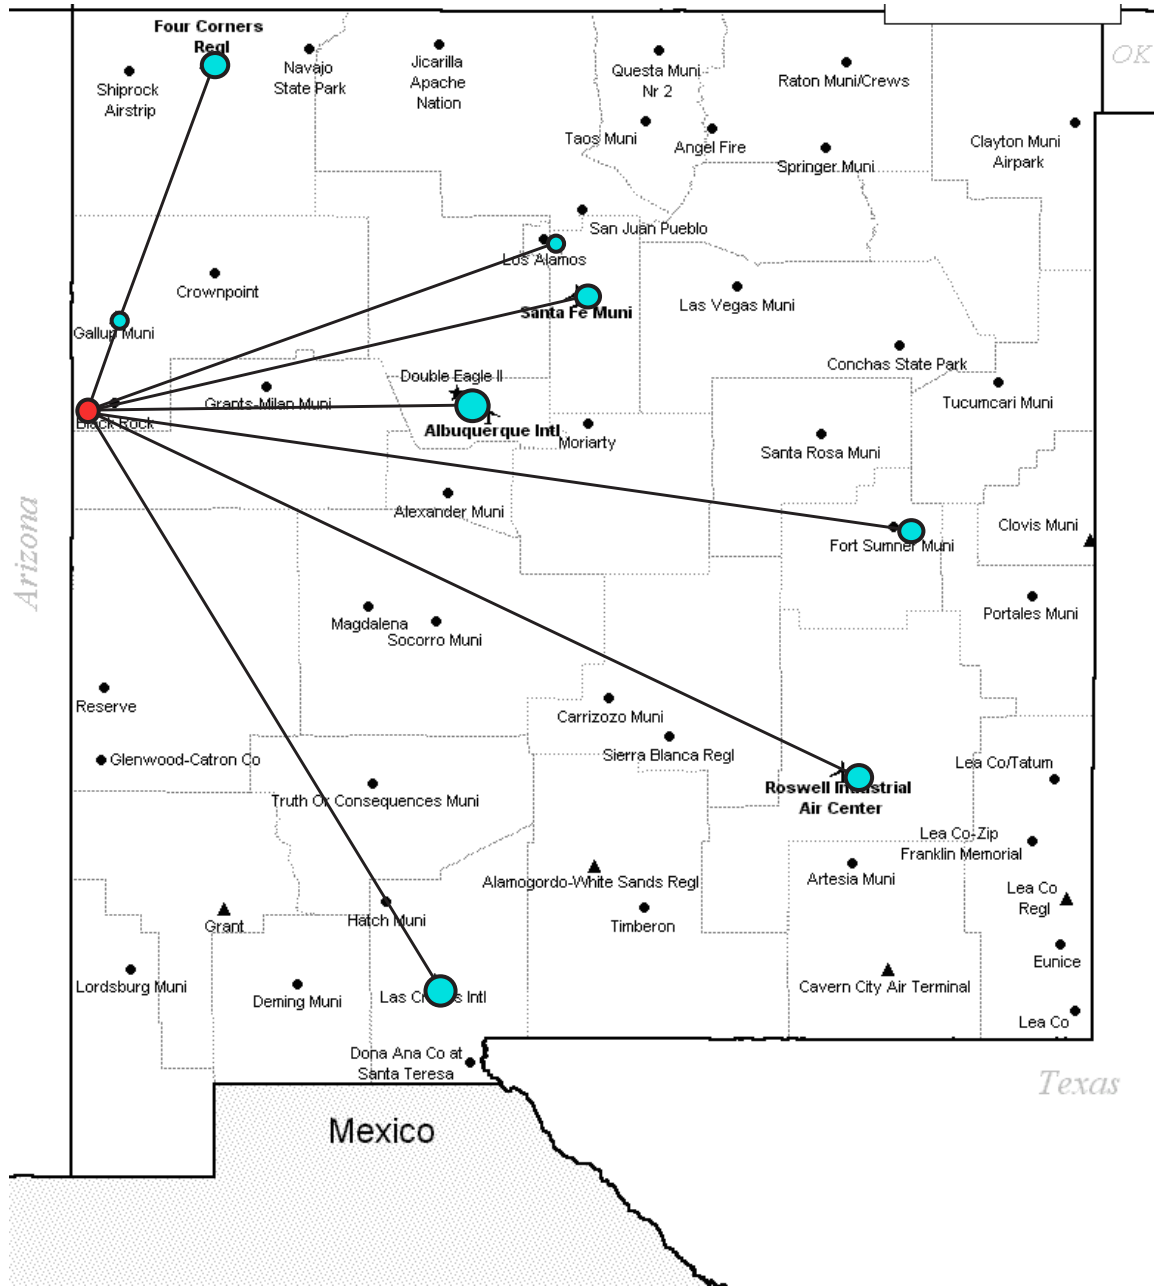 Four Corners
Regl
OK
Shiprock
Airstrip
Navajo
State Park
Jicarilla
Apache
Nation
Questa Muni
Nr 2
Raton Muni/Crews
Taos Muni
Angel Fire
Springer Muni
Clayton Muni
Airpark
San Juan Pueblo
Los Alamos
Crownpoint
Las Vegas Muni
Santa Fe Muni
Gallup Muni
Conchas State Park
Double Eagle II
Grants-Milan Muni
Tucumcari Muni
Black Rock
Albuquerque Intl
Moriarty
Santa Rosa Muni
Alexander Muni
Arizona
Clovis Muni
Fort Sumner Muni
Magdalena
Socorro Muni
Portales Muni
Reserve
Carrizozo Muni
Sierra Blanca Regl
Glenwood-Catron Co
Lea Co/Tatum
Truth Or Consequences Muni
Roswell Industrial
Air Center
Lea Co-Zip
Franklin Memorial
Artesia Muni
Alamogordo-White Sands Regl
Lea Co
Regl
Hatch Muni
Grant
Timberon
Eunice
Lordsburg Muni
Deming Muni
Las Cruces Intl
Cavern City Air Terminal
Lea Co
Dona Ana Co at
Santa Teresa
Texas
Mexico